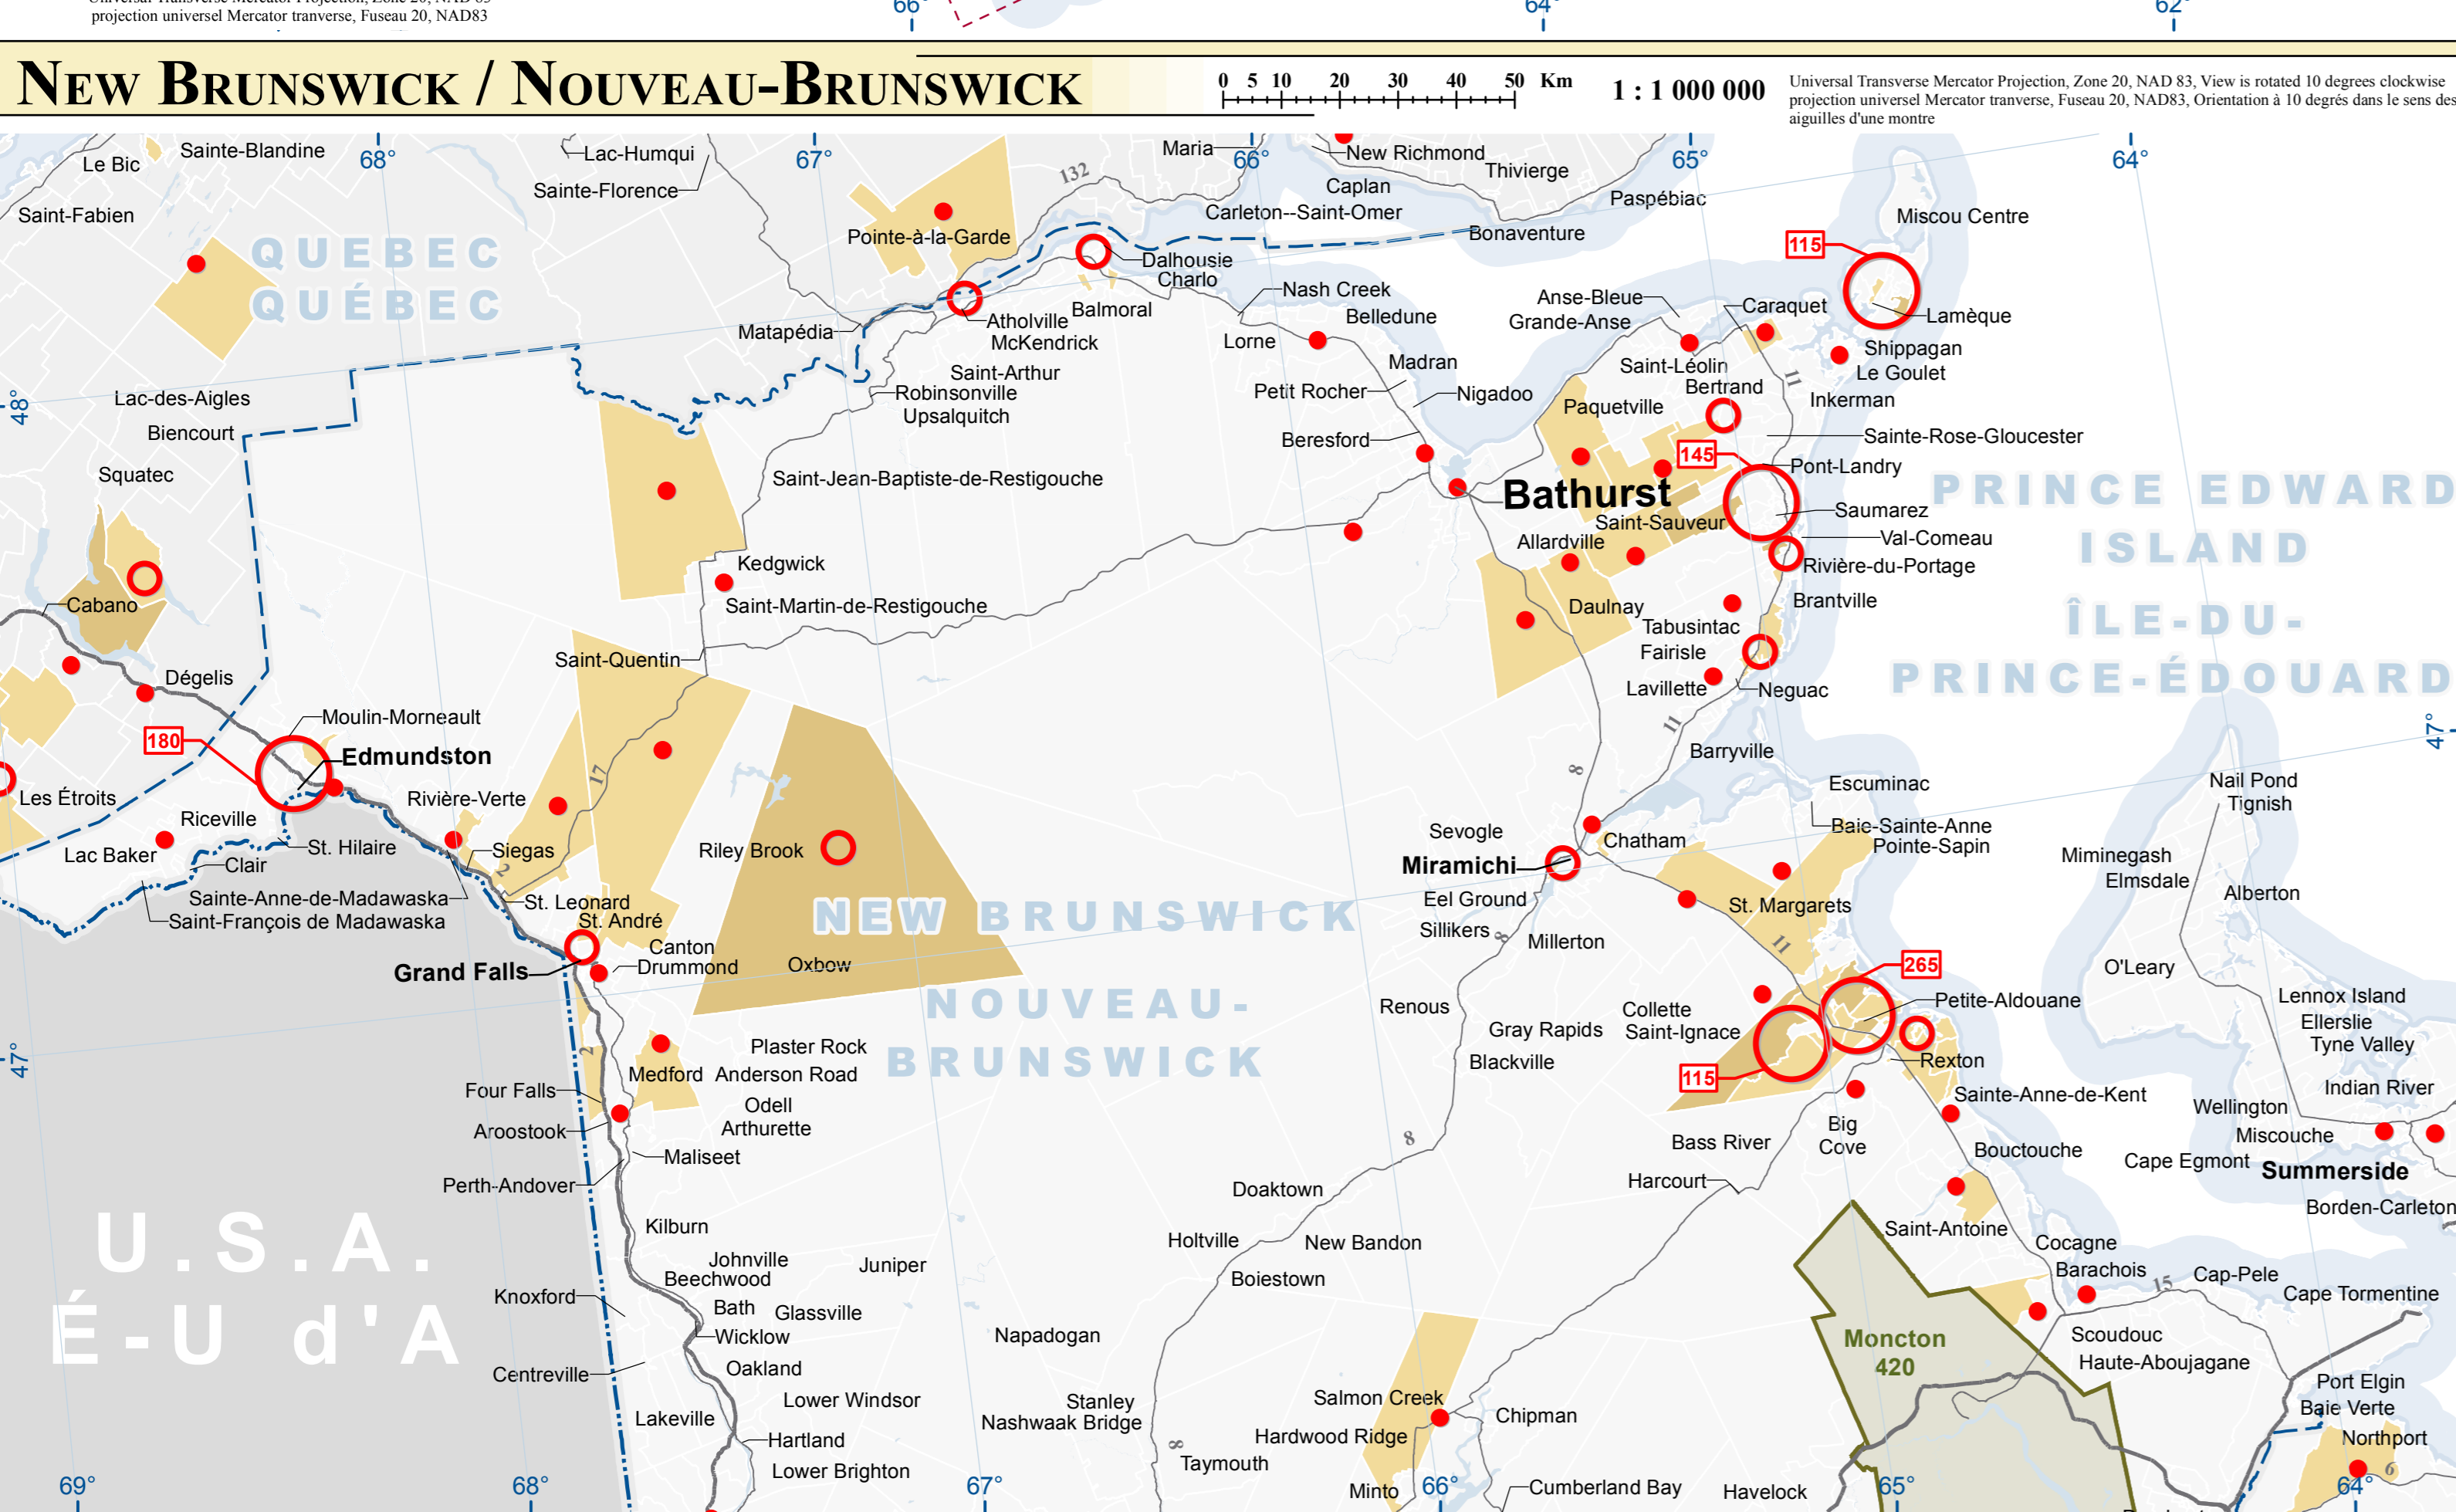 projection universel Mercator tranverse, Fuseau 20, NAD83
66°
64°
62°
NEW BRUNSWICK / NOUVEAU-BRUNSWICK
0 5 10 20 30 40 50 Km
1 : 1 000 000
Universal Transverse Mercator Projection, Zone 20, NAD 83, View is rotated 10 degrees clockwise
projection universel Mercator tranverse, Fuseau 20, NAD83, Orientation à 10 degrés dans le sens des
aiguilles d'une montre
Le Bic
Sainte-Blandine
68°
Lac-Humqui
67°
Maria
66°
New Richmond
65°
64°
Sainte-Florence
132
Thivierge
Caplan
Paspébiac
Saint-Fabien
Carleton--Saint-Omer
Miscou Centre
Pointe-à-la-Garde
Bonaventure
115
QUEBEC
QUÉBEC
Dalhousie
Charlo
Nash Creek
Anse-Bleue
Caraquet
Balmoral
Belledune
Grande-Anse
Lamèque
Matapédia
Atholville
McKendrick
Lorne
Shippagan
Madran
Saint-Léolin
Le Goulet
Saint-Arthur
Bertrand
11
Robinsonville
Petit Rocher
Nigadoo
Inkerman
Lac-des-Aigles
48°
Upsalquitch
Paquetville
Biencourt
Beresford
Sainte-Rose-Gloucester
145
Squatec
Saint-Jean-Baptiste-de-Restigouche
Pont-Landry
Bathurst
PRINCE EDWARD
ISLAND
ÎLE-DU-
PRINCE-ÉDOUARD
Saumarez
Saint-Sauveur
Val-Comeau
Allardville
Kedgwick
Rivière-du-Portage
Cabano
Saint-Martin-de-Restigouche
Daulnay
Brantville
Tabusintac
Saint-Quentin
Fairisle
Dégelis
Lavillette
Neguac
Moulin-Morneault
11
47°
180
Edmundston
Barryville
17
8
Escuminac
Nail Pond
Tignish
Les Étroits
Rivière-Verte
Riceville
Sevogle
Baie-Sainte-Anne
Chatham
Pointe-Sapin
Lac Baker
St. Hilaire
Siegas
Riley Brook
Miminegash
Clair
2
Miramichi
Elmsdale
Sainte-Anne-de-Madawaska
St. Leonard
Eel Ground
St. Margarets
Alberton
Saint-François de Madawaska
St. André
NEW BRUNSWICK
Sillikers
8
Millerton
11
Canton
Drummond
Grand Falls
Oxbow
265
O'Leary
NOUVEAU-
BRUNSWICK
Renous
Collette
Petite-Aldouane
Lennox Island
Gray Rapids
Saint-Ignace
Ellerslie
Plaster Rock
2
47°
Blackville
Rexton
Tyne Valley
Medford
Anderson Road
115
Four Falls
Sainte-Anne-de-Kent
Indian River
Odell
Wellington
Arthurette
Big
Cove
Aroostook
8
Bass River
Miscouche
Maliseet
Bouctouche
Cape Egmont
Summerside
Perth-Andover
Harcourt
Doaktown
Borden-Carleton
U.S.A.
É-U d'A
Kilburn
Saint-Antoine
Holtville
New Bandon
Cocagne
Johnville
Juniper
Barachois
Cap-Pele
Beechwood
Boiestown
15
Knoxford
Bath
Glassville
Cape Tormentine
Wicklow
Napadogan
Moncton
420
Scoudouc
Oakland
Haute-Aboujagane
Centreville
Lower Windsor
Stanley
Salmon Creek
Port Elgin
Lakeville
Nashwaak Bridge
Chipman
Baie Verte
Hartland
8
Hardwood Ridge
Northport
Taymouth
6
Lower Brighton
69°
68°
67°
Minto
66°
Cumberland Bay
Havelock
65°
64°